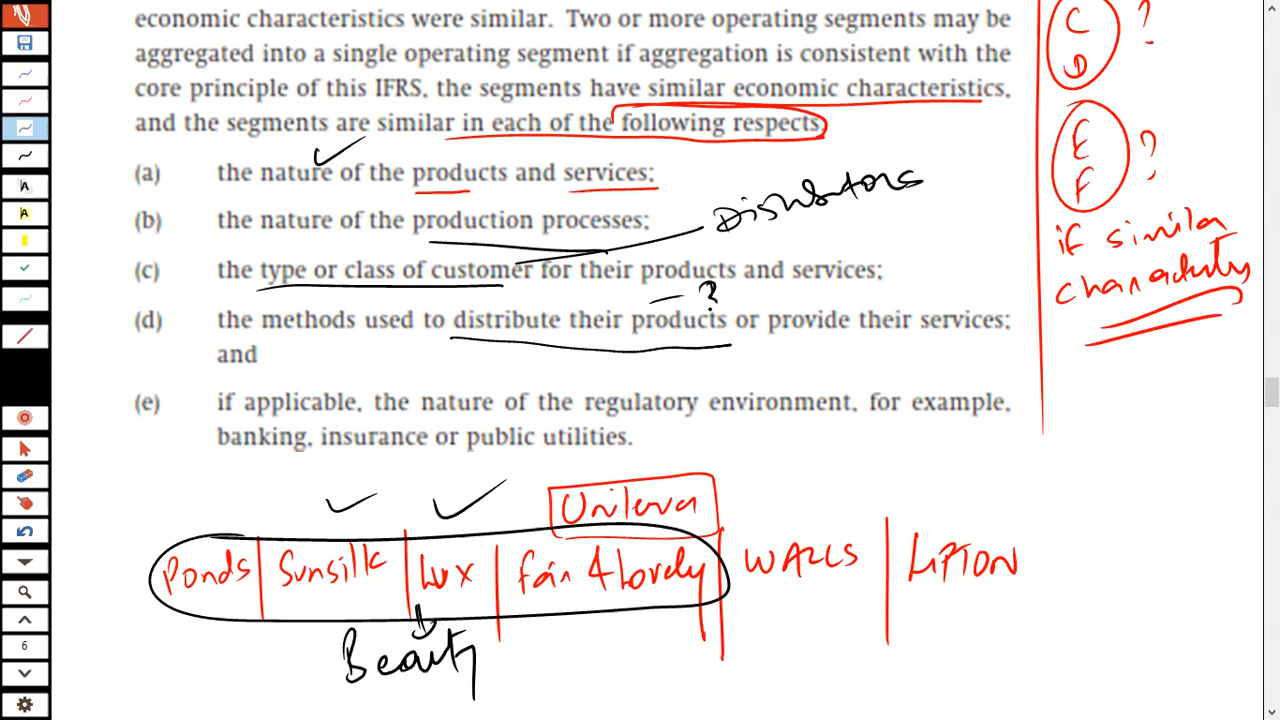 economic characteristics were similar. Two or more operating segments may be
aggregated into a single operating segment if aggregation is consistent with the
core principle of this IFRS, the segments have similar economic characteristics,
and the segments are similar in each of the following respects:
(a) the nature of the products and services;
(b) the nature of the production processes;
Distributors
(c) the type or class of customer for their products and services;
— ?
(d) the methods used to distribute their products or provide their services;
and
(e) if applicable, the nature of the regulatory environment, for example,
banking, insurance or public utilities.
C ?
D
E ?
F
if similar
characteristics
Unilever
Ponds Sunsilk Lux fair & Lovely WALLS LIPTON
Beauty
A
A
6